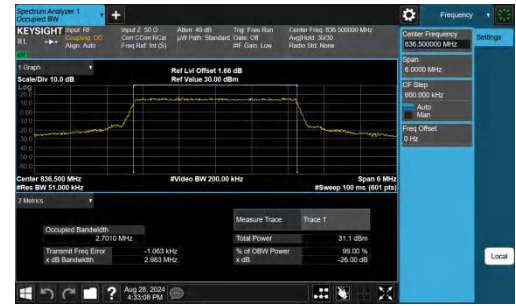 Spectrum Analyzer 1
Occupied BW
+
Frequency
KEYSIGHT
Input: RF
Input Z: 50 Ω
Atten: 40 dB
Trig: Free Run
Center Freq: 836.500000 MHz
RL
Coupling: DC
Corr CCorr RCal
µW Path: Standard
Gate: Off
Avg|Hold: 30/30
Align: Auto
Freq Ref: Int (S)
#IF Gain: Low
Radio Std: None
1 Graph
Ref Lvl Offset 1.66 dB
Scale/Div 10.0 dB
Ref Value 30.00 dBm
Log
20.0
10.0
0.00
Center 836.500 MHz
#Video BW 200.00 kHz
Span 6 MHz
#Res BW 51.000 kHz
#Sweep 100 ms (601 pts)
2 Metrics
Measure Trace
Trace 1
Occupied Bandwidth
2.7010 MHz
Total Power
31.1 dBm
Transmit Freq Error
-1.063 kHz
% of OBW Power
99.00 %
x dB Bandwidth
2.983 MHz
x dB
-26.00 dB
Center Frequency
836.500000 MHz
Settings
Span
6.0000 MHz
CF Step
600.000 kHz
Auto
Man
Freq Offset
0 Hz
Local
?
Aug 28, 2024
4:33:08 PM